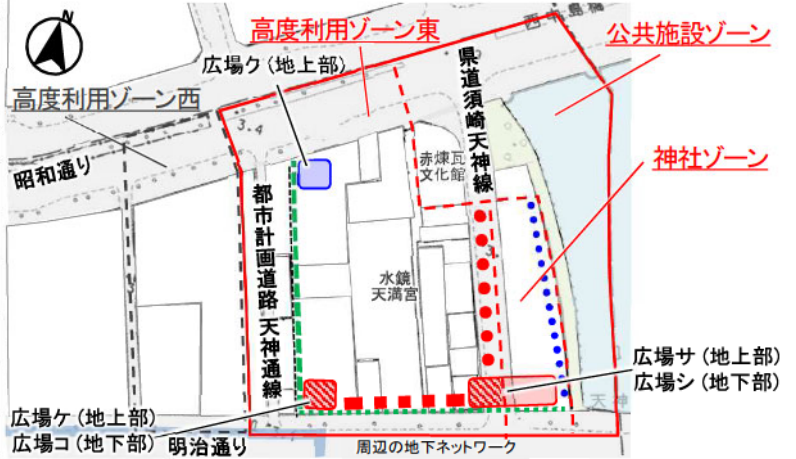 N
高度利用ゾーン東
西中島橋
公共施設ゾーン
広場ク（地上部）
高度利用ゾーン西
3.4
県道須崎天神線
昭和通り
赤煉瓦
文化館
神社ゾーン
都市計画道路 天神通線
水鏡
天満宮
広場サ（地上部）
広場シ（地下部）
天神
広場ケ（地上部）
広場コ（地下部）
明治通り
周辺の地下ネットワーク